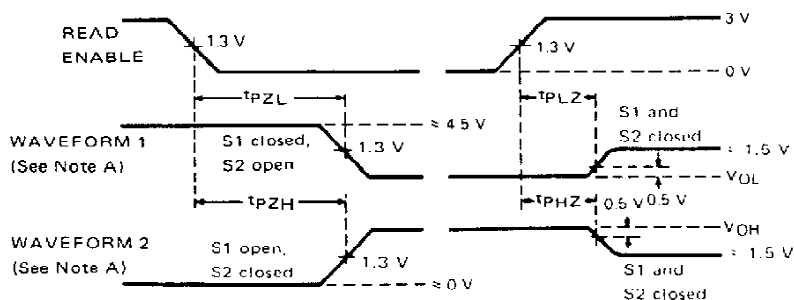 READ
ENABLE
1.3 V
1.3 V
3 V
0 V
tPZL
tPLZ
WAVEFORM 1
(See Note A)
S1 closed,
S2 open
≈ 4.5 V
1.3 V
S1 and
S2 closed
≈ 1.5 V
VOL
0.5 V
tPZH
tPHZ
0.5 V
WAVEFORM 2
(See Note A)
S1 open,
S2 closed
1.3 V
≈0 V
VOH
≈ 1.5 V
S1 and
S2 closed